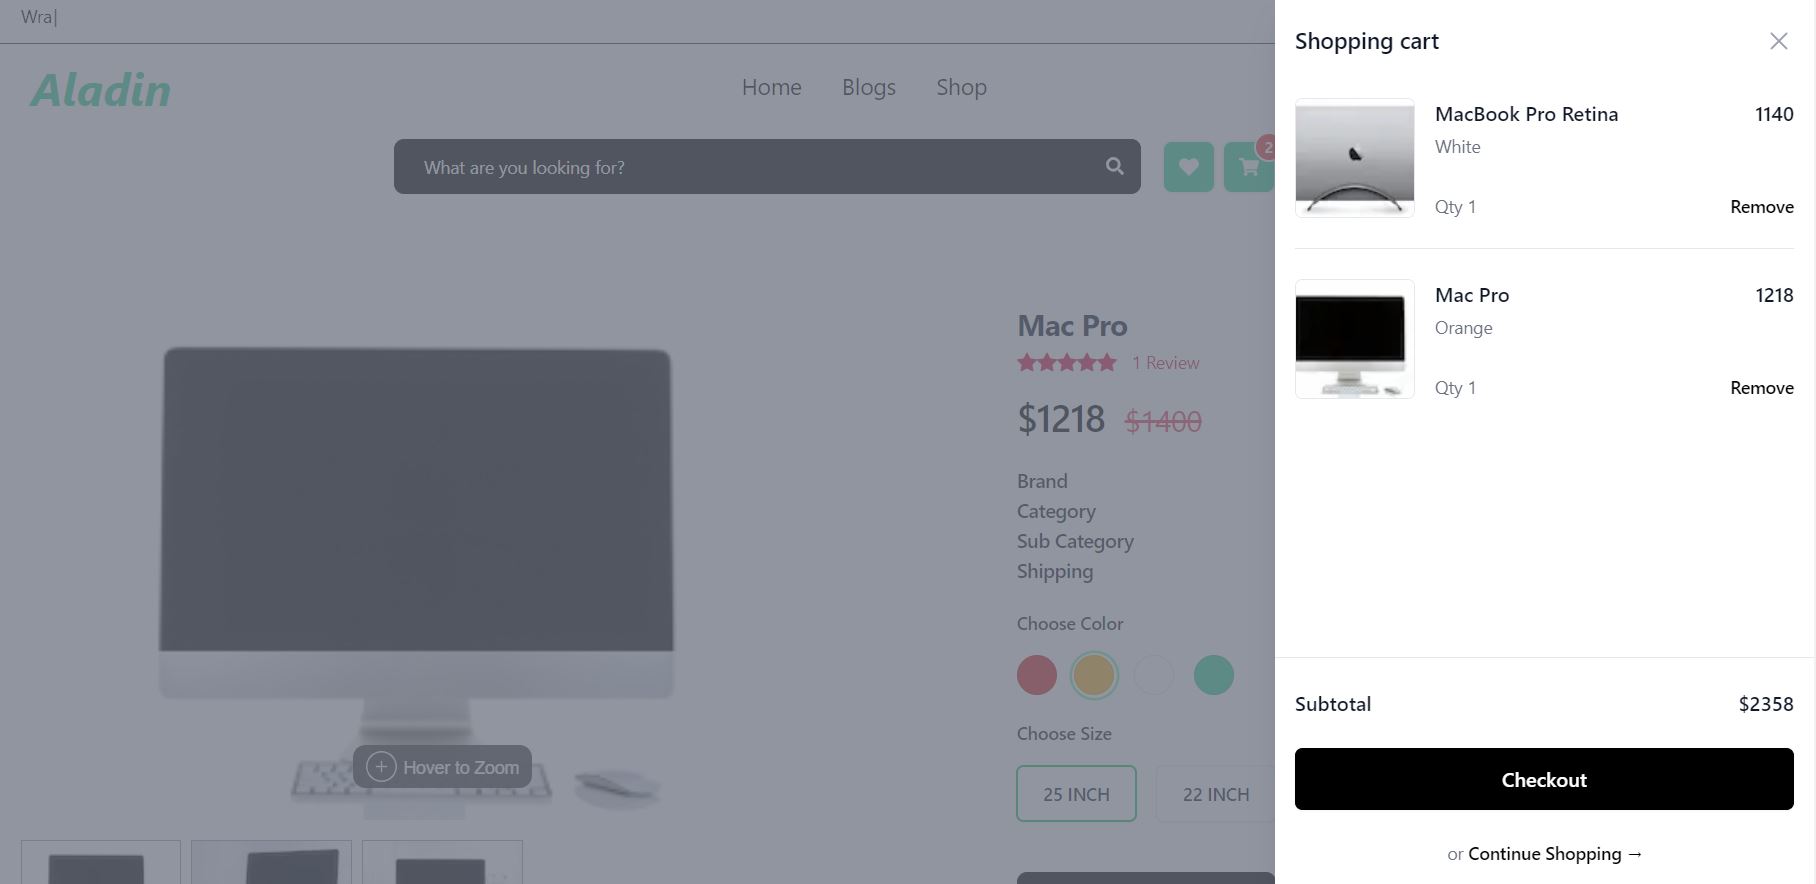 Wra|
Aladin
Home Blogs Shop
What are you looking for?
2
Mac Pro
1 Review
$1218 $1400
Brand
Category
Sub Category
Shipping
Choose Color
Choose Size
25 INCH 22 INCH
Hover to Zoom
Shopping cart
MacBook Pro Retina 1140
White
Qty 1 Remove
Mac Pro 1218
Orange
Qty 1 Remove
Subtotal $2358
Checkout
or Continue Shopping →